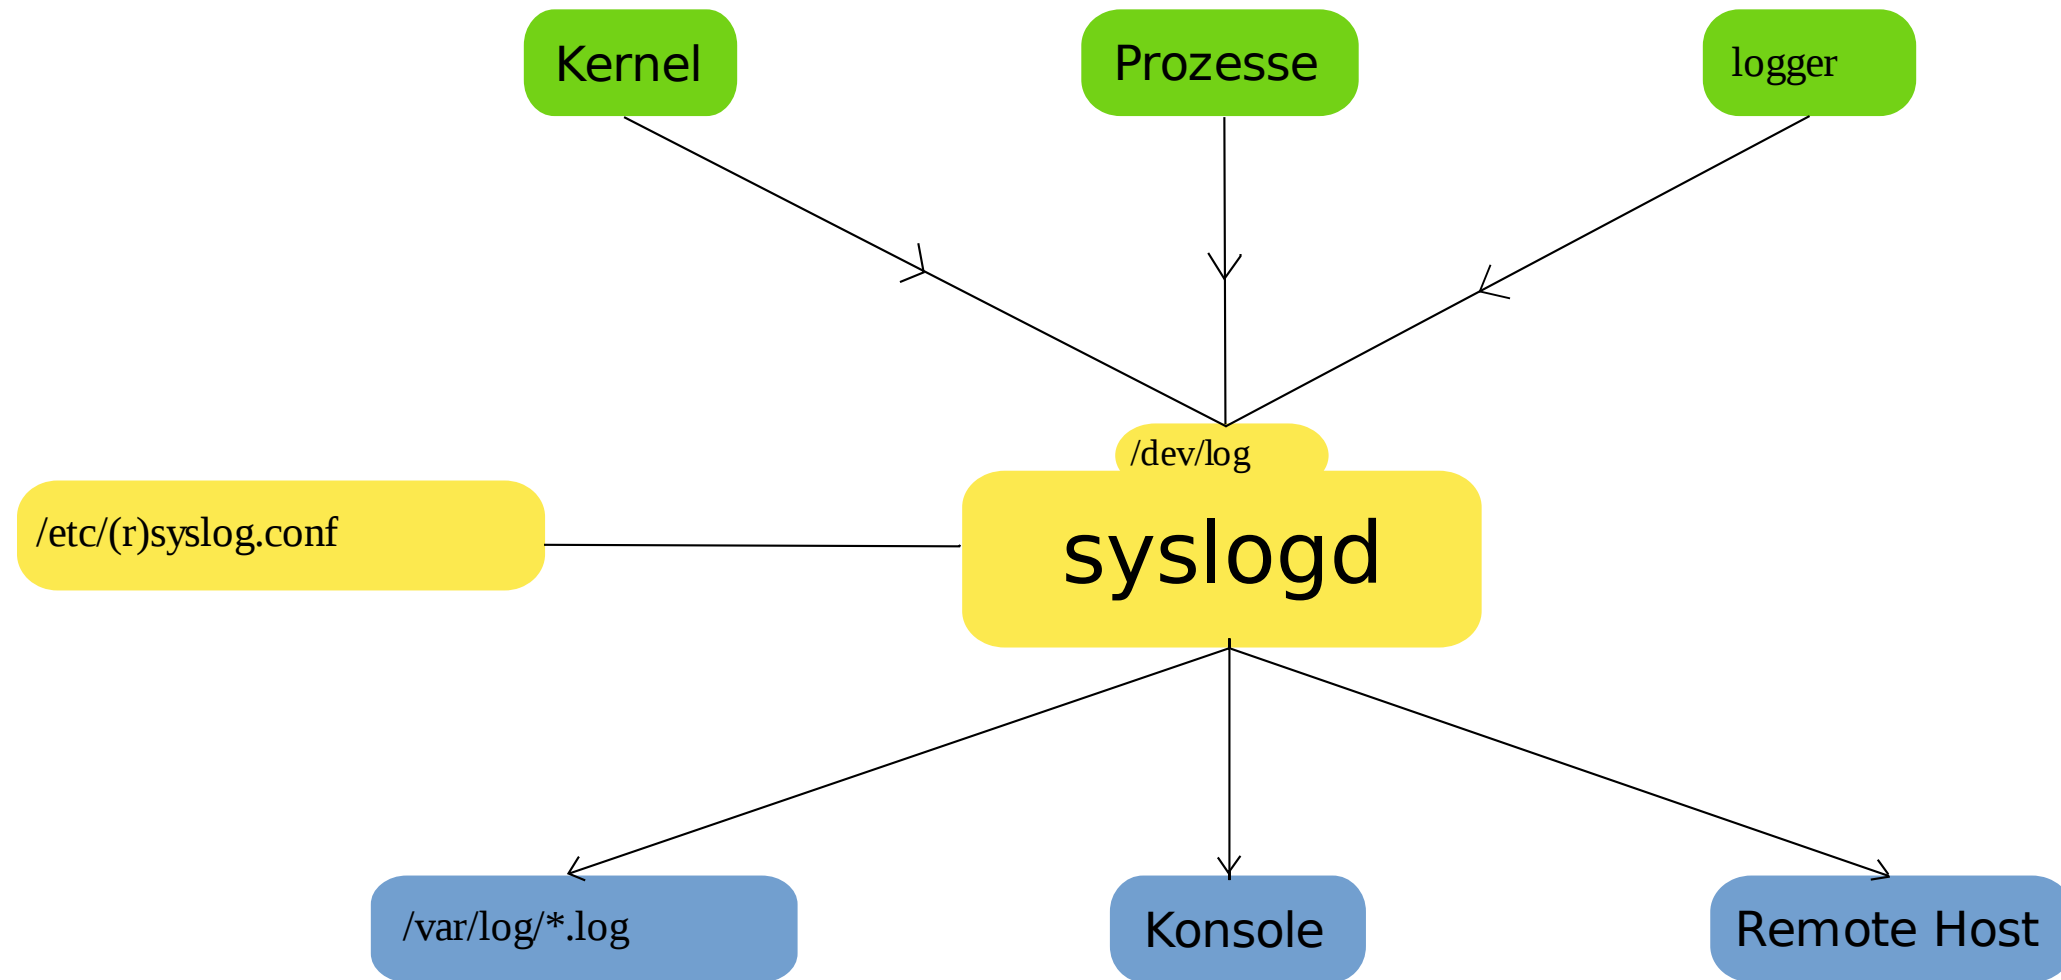 Kernel
Prozesse
logger
/dev/log
/etc/(r)syslog.conf
syslogd
/var/log/*.log
Konsole
Remote Host